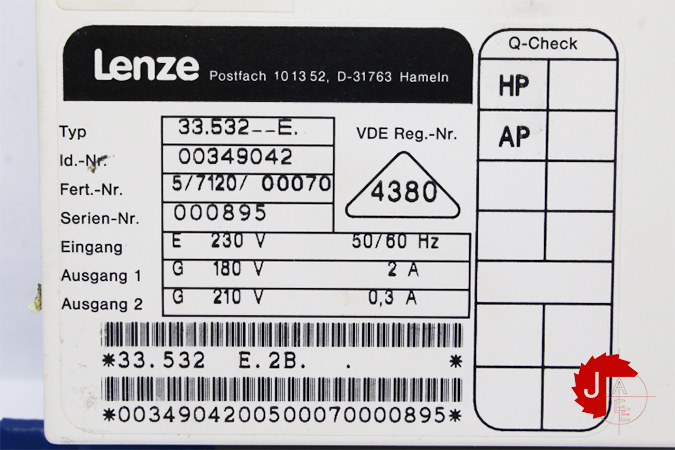 Lenze Postfach 10 13 52, D-31763 Hameln
Q-Check
HP
AP
Typ 33.532--E.
Id.-Nr. 00349042
Fert.-Nr. 5/7120/ 00070
Serien-Nr. 000895
VDE Reg.-Nr.
4380
Eingang E 230 V 50/60 Hz
Ausgang 1 G 180 V 2 A
Ausgang 2 G 210 V 0,3 A
*33.532 E.2B. . *
*0034904200500070000895*
J